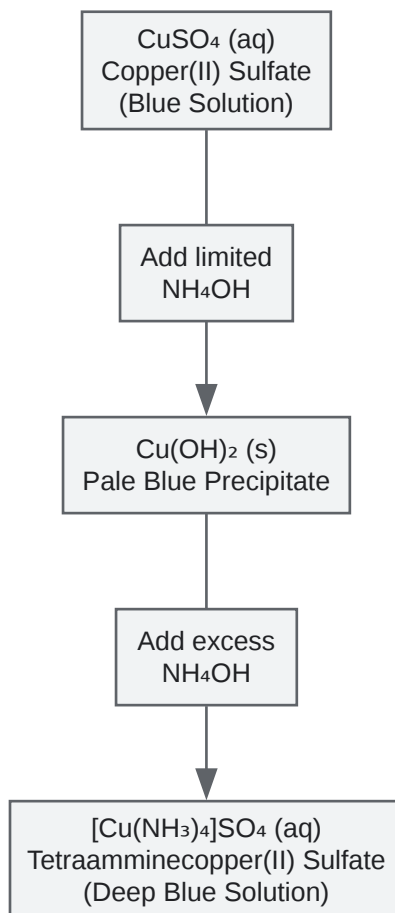 CuSO₄ (aq)
Copper(II) Sulfate
(Blue Solution)
Add limited
NH₄OH
Cu(OH)₂ (s)
Pale Blue Precipitate
Add excess
NH₄OH
[Cu(NH₃)₄]SO₄ (aq)
Tetraamminecopper(II) Sulfate
(Deep Blue Solution)